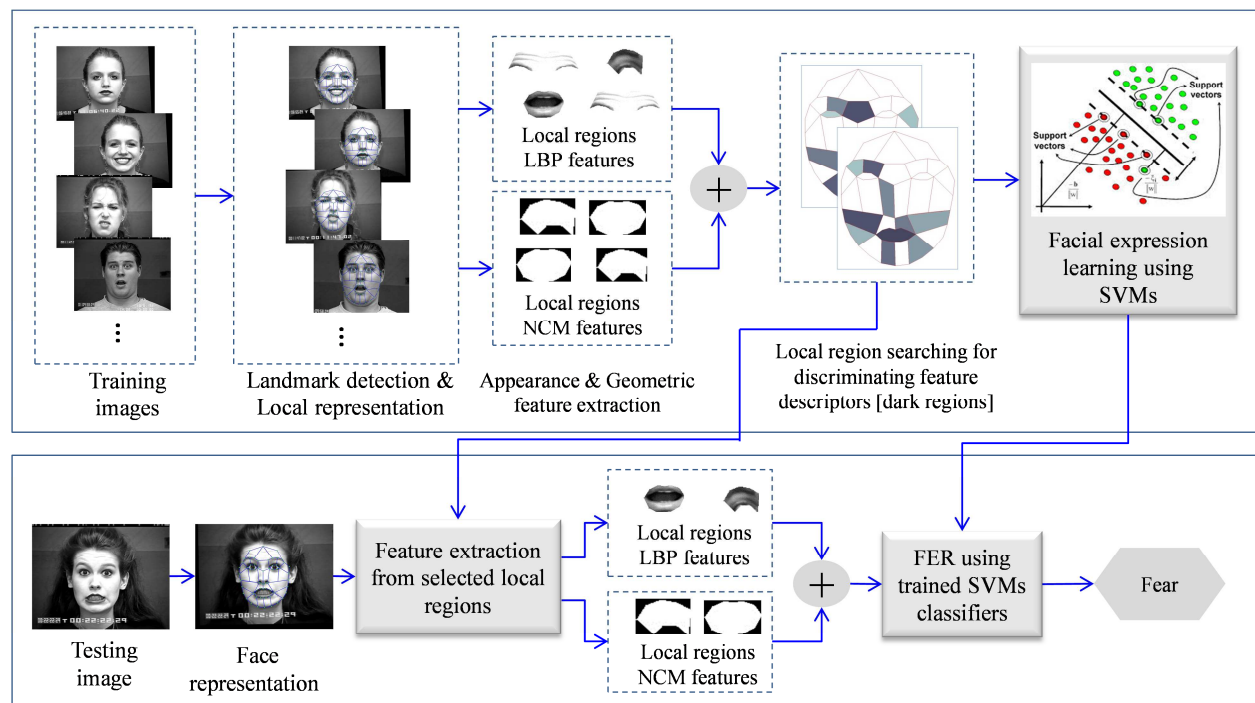 Local regions
LBP features
Local regions
NCM features
+
Support
vectors
Support
vectors
Facial expression
learning using
SVMs
Training
images
Landmark detection &
Local representation
Appearance & Geometric
feature extraction
Local region searching for
discriminating feature
descriptors [dark regions]
Testing
image
Face
representation
Feature extraction
from selected local
regions
Local regions
LBP features
Local regions
NCM features
+
FER using
trained SVMs
classifiers
Fear